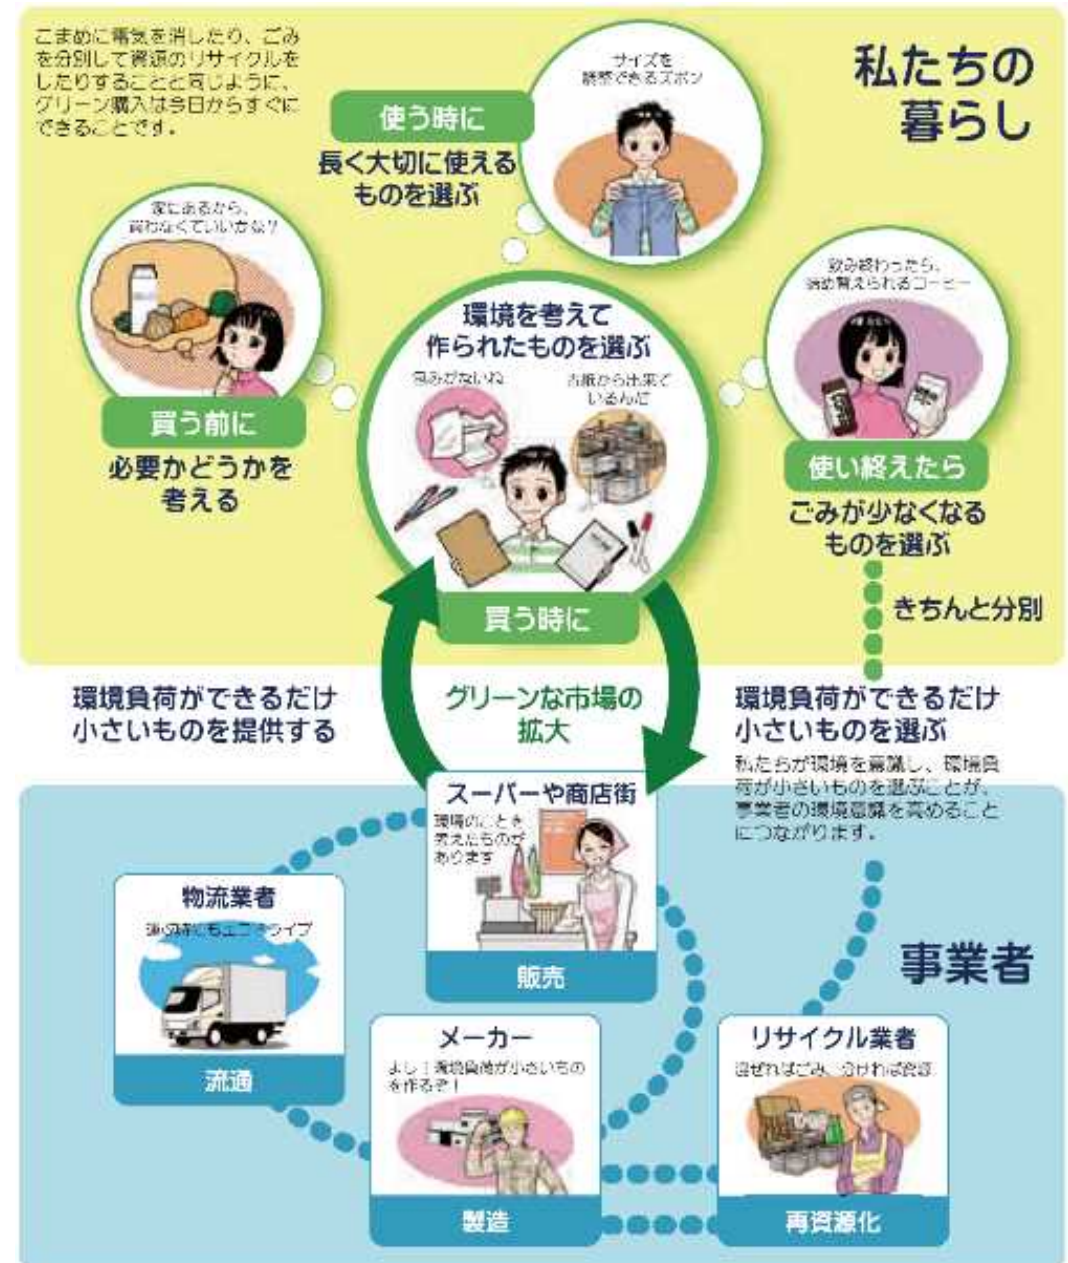 こまめに電気を消したり、ごみ
を分別して資源のリサイクルを
したりすることと同じように、
グリーン購入は今日からすぐに
できることです。
私たちの
暮らし
サイズを
調整できるズボン
使う時に
長く大切に使える
ものを選ぶ
家にあるから、
買わなくていいかな?
買う前に
必要かどうかを
考える
環境を考えて
作られたものを選ぶ
包みがないね
古紙から出来て
いるんだ
買う時に
飲み終わったら、
詰め替えられるコーヒー
使い終えたら
ごみが少なくなる
ものを選ぶ
きちんと分別
環境負荷ができるだけ
小さいものを提供する
グリーンな市場の
拡大
環境負荷ができるだけ
小さいものを選ぶ
私たちが環境を意識し、環境負
荷が小さいものを選ぶことが、
事業者の環境意識を高めること
につながります。
スーパーや商店街
環境のことを
考えたものが
あります
販売
事業者
物流業者
運ぶ時にもエコドライブ
流通
メーカー
よし!環境負荷が小さいもの
を作るぞ!
製造
リサイクル業者
混ぜればごみ、分ければ資源
再資源化